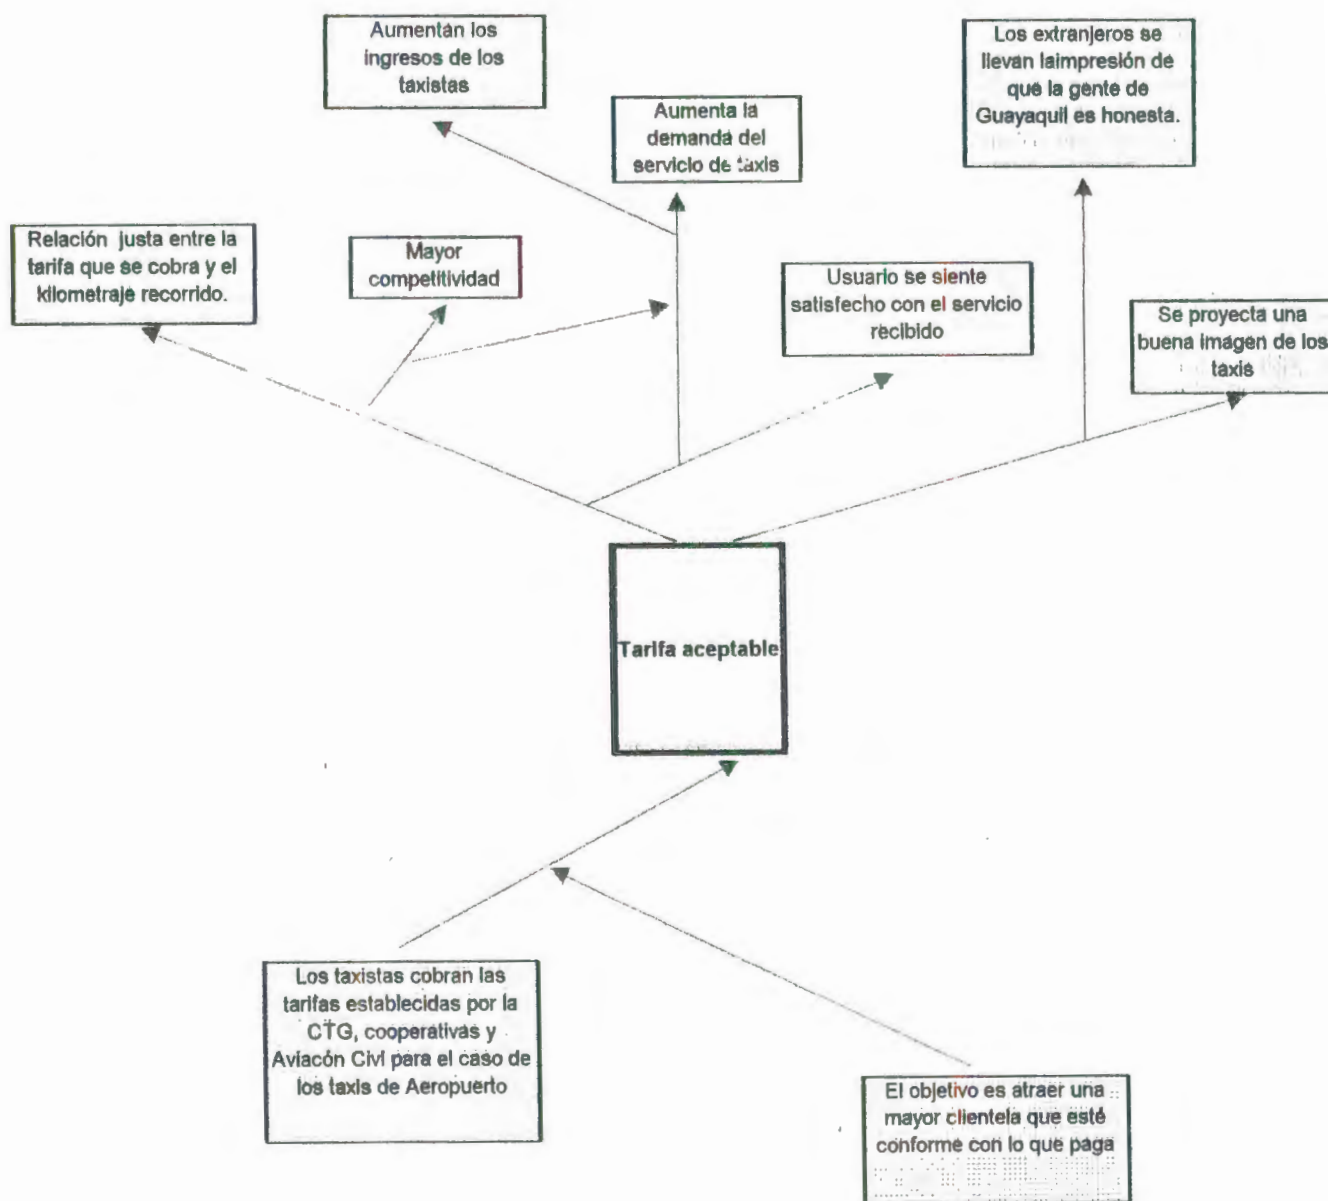 Aumentan los
ingresos de los
taxistas
Los extranjeros se
llevan laimpresión de
que la gente de
Guayaquil es honesta.
Aumenta la
demanda del
servicio de taxis
Relación justa entre la
tarifa que se cobra y el
kilometraje recorrido.
Mayor
competitividad
Usuario se siente
satisfecho con el servicio
recibido
Se proyecta una
buena imagen de los
taxis
Tarifa aceptable
Los taxistas cobran las
tarifas establecidas por la
CTG, cooperativas y
Aviacón Civl para el caso de
los taxis de Aeropuerto
El objetivo es atraer una
mayor clientela que esté
conforme con lo que paga